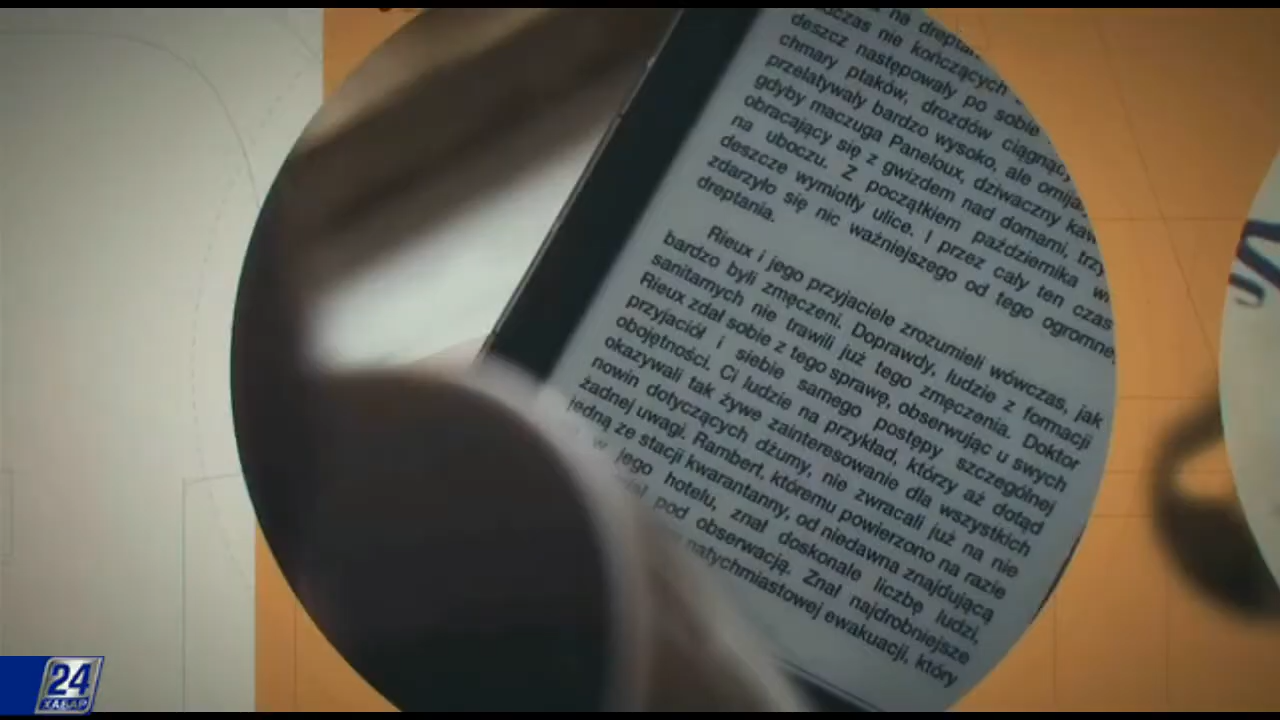 na dreptan
nie kończących
deszcz następowały po sobie
chmary ptaków, drozdów ciągnący
przelatywały bardzo wysoko, ale omija
gdyby maczuga Paneloux, dziwaczny
obracający się z gwizdem nad domami, trzy
na uboczu. Z początkiem października
deszcze wymiotły ulice. I przez cały ten czas
zdarzyło się nic ważniejszego od tego ogromne
dreptania.
Rieux i jego przyjaciele zrozumieli wówczas, jak
bardzo byli zmęczeni. Doprawdy, ludzie z formacji
sanitarnych nie trawili już tego zmęczenia. Doktor
Rieux zdał sobie z tego sprawę, obserwując u swych
przyjaciół i siebie samego postępy szczególnej
obojętności. Ci ludzie na przykład, którzy aż dotąd
okazywali tak żywe zainteresowanie dla wszystkich
nowin dotyczących dżumy, nie zwracali już na nie
żadnej uwagi. Rambert, któremu powierzono na razie
jedną ze stacji kwarantanny, od niedawna znajdującą
w jego hotelu, znał doskonale liczbę ludzi,
pod obserwacją. Znał najdrobniejsze
natychmiastowej ewakuacji, który
24
ХАБАР